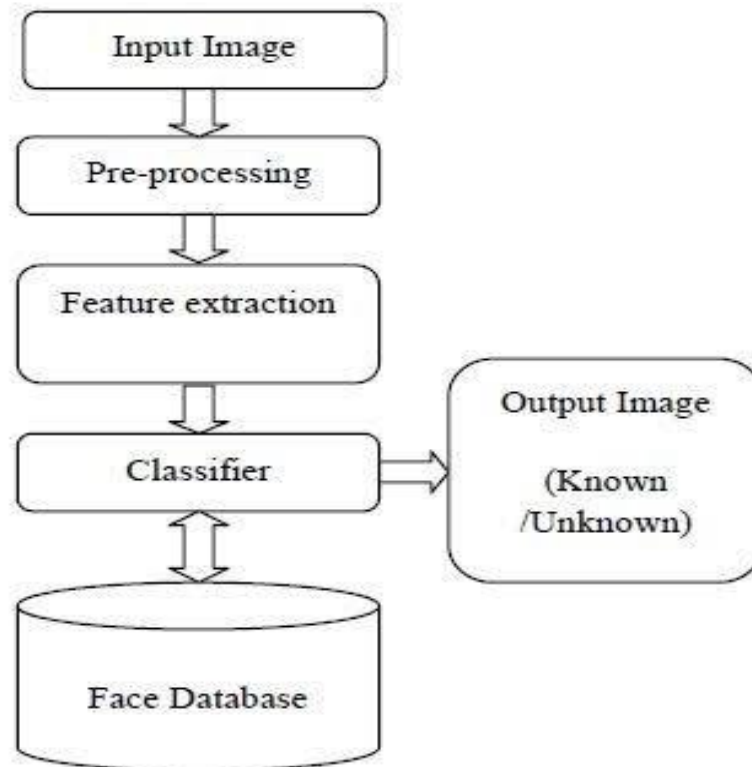 Input Image
Pre-processing
Feature extraction
Classifier
Output Image
(Known
/Unknown)
Face Database